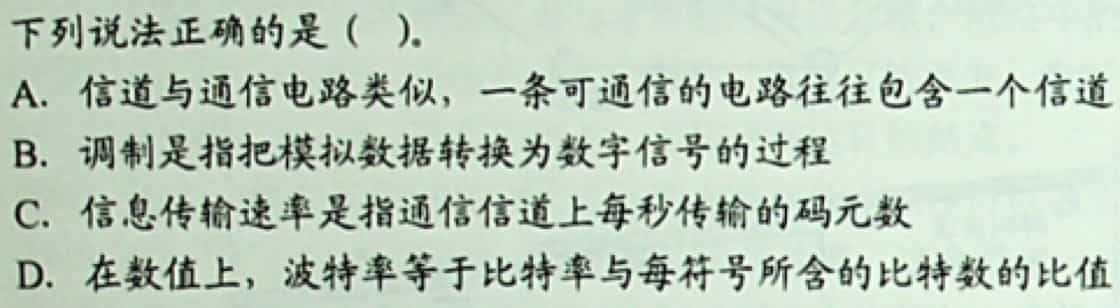 下列说法正确的是（ ）。
A. 信道与通信电路类似，一条可通信的电路往往包含一个信道
B. 调制是指把模拟数据转换为数字信号的过程
C. 信息传输速率是指通信信道上每秒传输的码元数
D. 在数值上，波特率等于比特率与每符号所含的比特数的比值